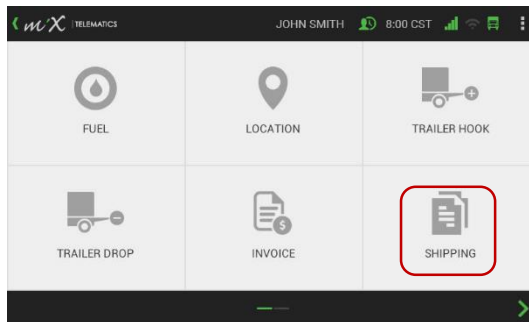 MiX TELEMATICS JOHN SMITH 8:00 CST
FUEL LOCATION TRAILER HOOK
TRAILER DROP INVOICE SHIPPING